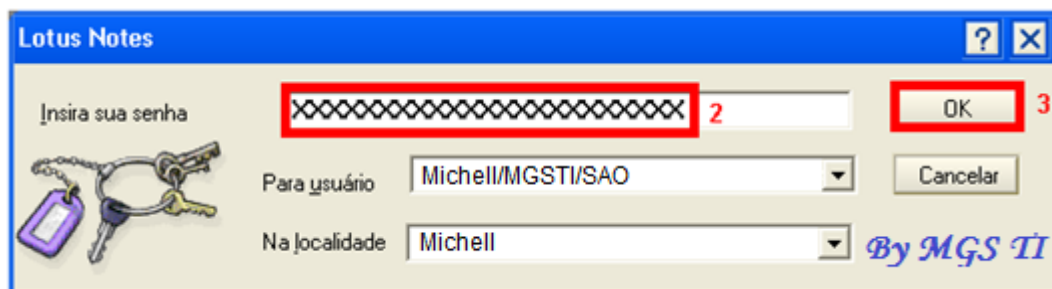 Lotus Notes
Insira sua senha XXXXXXXXXXXXXXXXXXXXXXXX 2 OK 3
Para usuário Michell/MGSTI/SAO Cancelar
Na localidade Michell By MGS TI